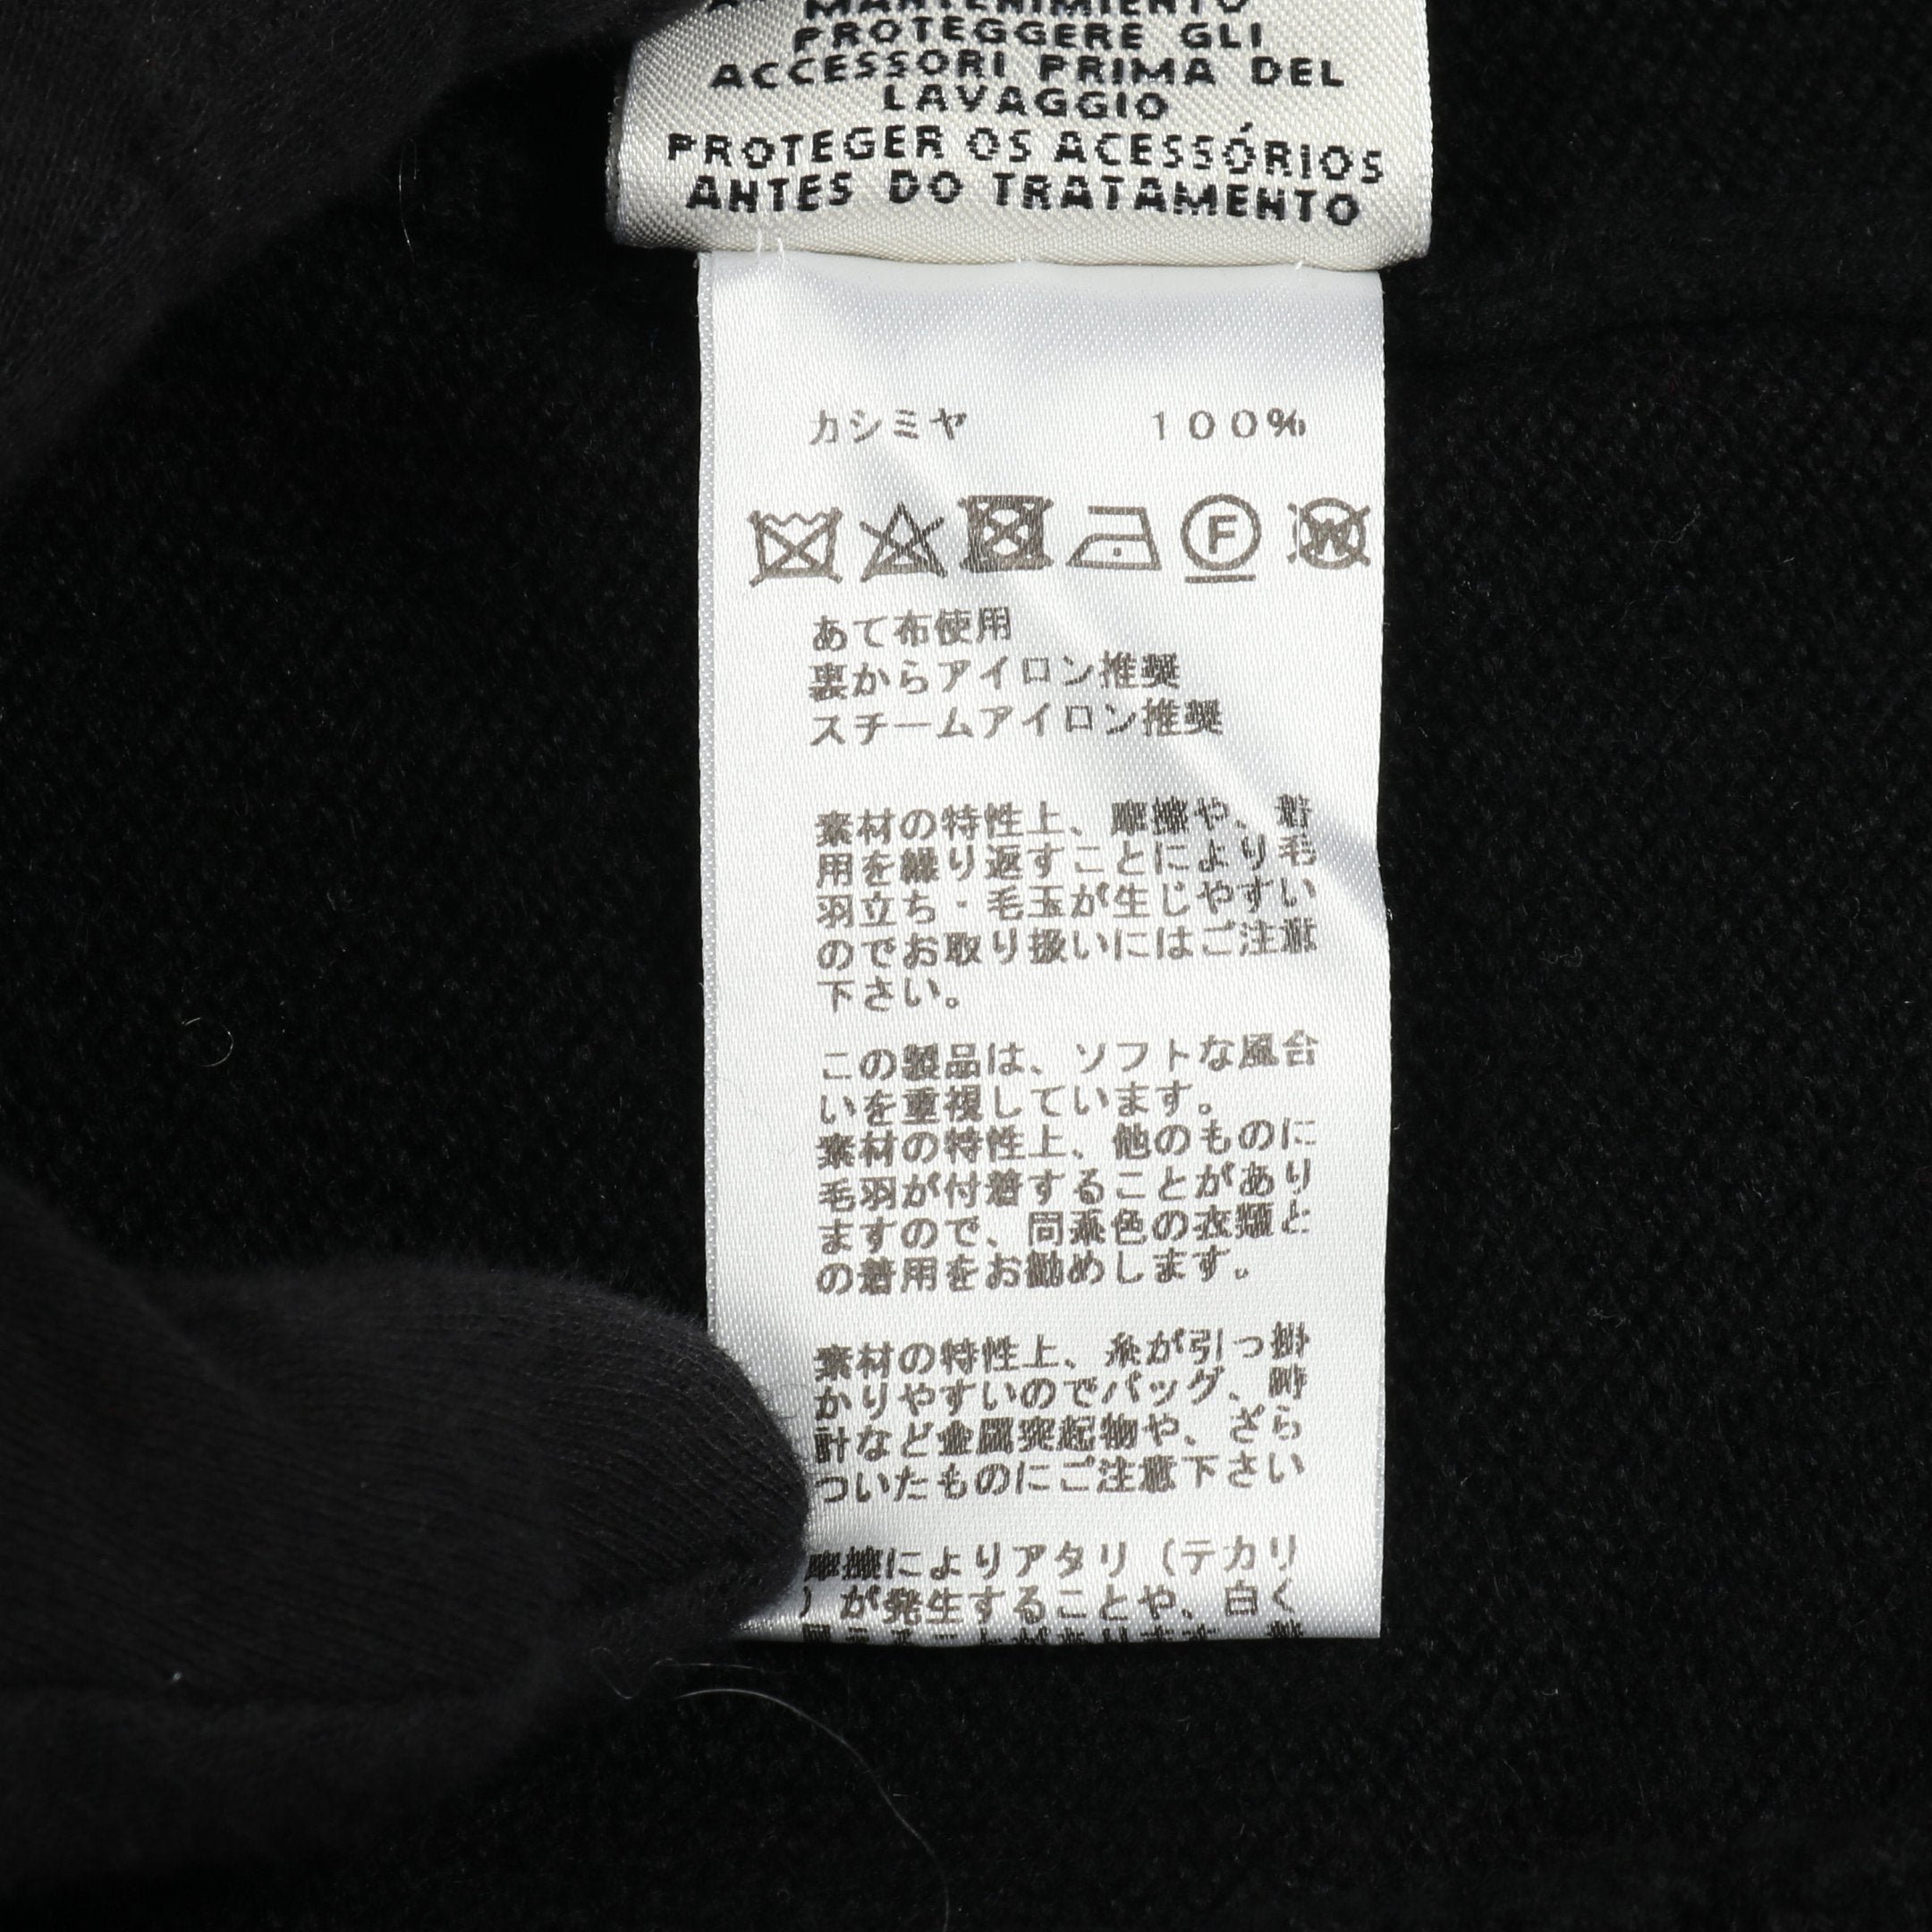 MANTENIMIENTO
PROTEGGERE GLI
ACCESSORI PRIMA DEL
LAVAGGIO
PROTEGER OS ACESSÓRIOS
ANTES DO TRATAMENTO
カシミヤ 100%
F W
あて布使用
裏からアイロン推奨
スチームアイロン推奨
素材の特性上、摩擦や、着
用を繰り返すことにより毛
羽立ち・毛玉が生じやすい
のでお取り扱いにはご注意
下さい。
この製品は、ソフトな風合
いを重視しています。
素材の特性上、他のものに
毛羽が付着することがあり
ますので、同系色の衣類と
の着用をお勧めします。
素材の特性上、糸が引っ掛
かりやすいのでバッグ、時
計など金属突起物や、ざら
ついたものにご注意下さい
摩擦によりアタリ（テカリ
）が発生することや、白く